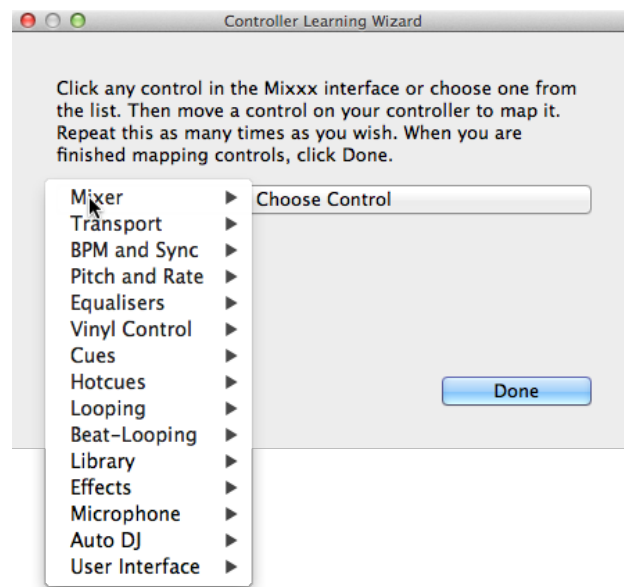 Controller Learning Wizard
Click any control in the Mixxx interface or choose one from
the list. Then move a control on your controller to map it.
Repeat this as many times as you wish. When you are
finished mapping controls, click Done.
Choose Control
Mixer
Transport
BPM and Sync
Pitch and Rate
Equalisers
Vinyl Control
Cues
Hotcues
Looping
Beat-Looping
Library
Effects
Microphone
Auto DJ
User Interface
Done